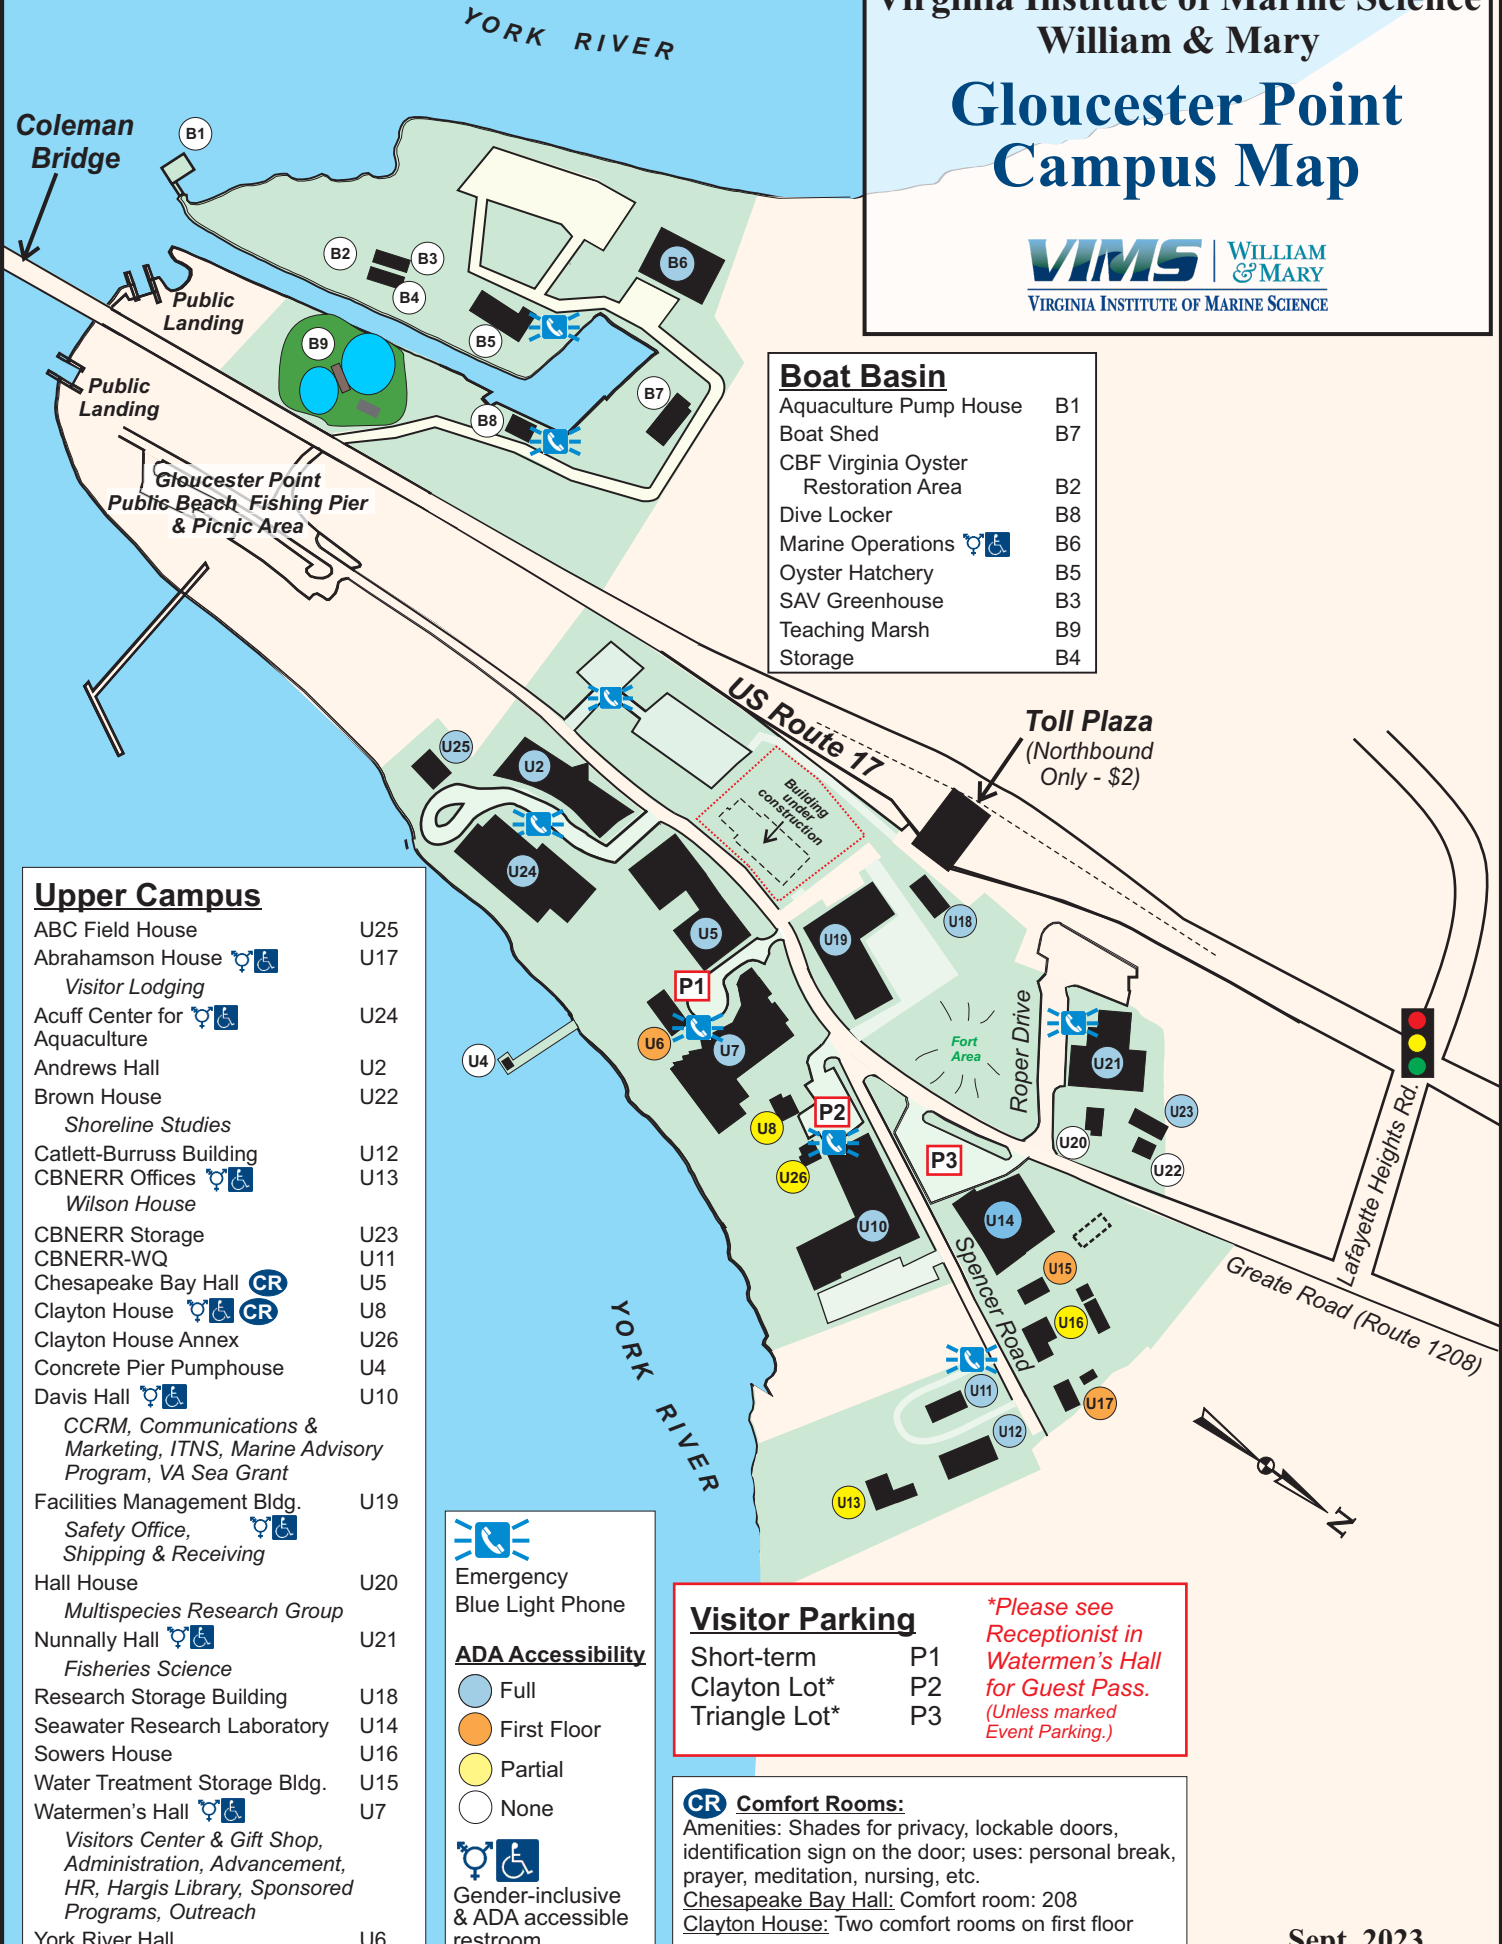 Virginia Institute of Marine Science
William & Mary
Gloucester Point
Campus Map
VIMS
WILLIAM
& MARY
VIRGINIA INSTITUTE OF MARINE SCIENCE
YORK RIVER
Coleman
Bridge
B1
B2
B3
B4
B5
B6
B7
B8
B9
Public
Landing
Public
Landing
Gloucester Point
Public Beach Fishing Pier
& Picnic Area
Boat Basin
Aquaculture Pump House B1
Boat Shed B7
CBF Virginia Oyster
Restoration Area B2
Dive Locker B8
Marine Operations B6
Oyster Hatchery B5
SAV Greenhouse B3
Teaching Marsh B9
Storage B4
US Route 17
Toll Plaza
(Northbound
Only - $2)
Building
under
construction
U25
U2
U24
U5
U19
U18
P1
U6
U7
U4
Fort
Area
Roper Drive
U21
U23
U20
U22
U8
P2
U26
P3
U10
U14
U15
U16
U17
U11
U12
U13
Spencer Road
Lafayette Heights Rd.
Greate Road (Route 1208)
YORK RIVER
N
Upper Campus
ABC Field House U25
Abrahamson House U17
Visitor Lodging
Acuff Center for U24
Aquaculture
Andrews Hall U2
Brown House U22
Shoreline Studies
Catlett-Burruss Building U12
CBNERR Offices U13
Wilson House
CBNERR Storage U23
CBNERR-WQ U11
Chesapeake Bay Hall CR U5
Clayton House CR U8
Clayton House Annex U26
Concrete Pier Pumphouse U4
Davis Hall U10
CCRM, Communications &
Marketing, ITNS, Marine Advisory
Program, VA Sea Grant
Facilities Management Bldg. U19
Safety Office,
Shipping & Receiving
Hall House U20
Multispecies Research Group
Nunnally Hall U21
Fisheries Science
Research Storage Building U18
Seawater Research Laboratory U14
Sowers House U16
Water Treatment Storage Bldg. U15
Watermen's Hall U7
Visitors Center & Gift Shop,
Administration, Advancement,
HR, Hargis Library, Sponsored
Programs, Outreach
York River Hall U6
Emergency
Blue Light Phone
ADA Accessibility
Full
First Floor
Partial
None
Gender-inclusive
& ADA accessible
restroom
Visitor Parking
Short-term P1
Clayton Lot* P2
Triangle Lot* P3
*Please see
Receptionist in
Watermen's Hall
for Guest Pass.
(Unless marked
Event Parking.)
CR Comfort Rooms:
Amenities: Shades for privacy, lockable doors,
identification sign on the door; uses: personal break,
prayer, meditation, nursing, etc.
Chesapeake Bay Hall: Comfort room: 208
Clayton House: Two comfort rooms on first floor
Sept. 2023